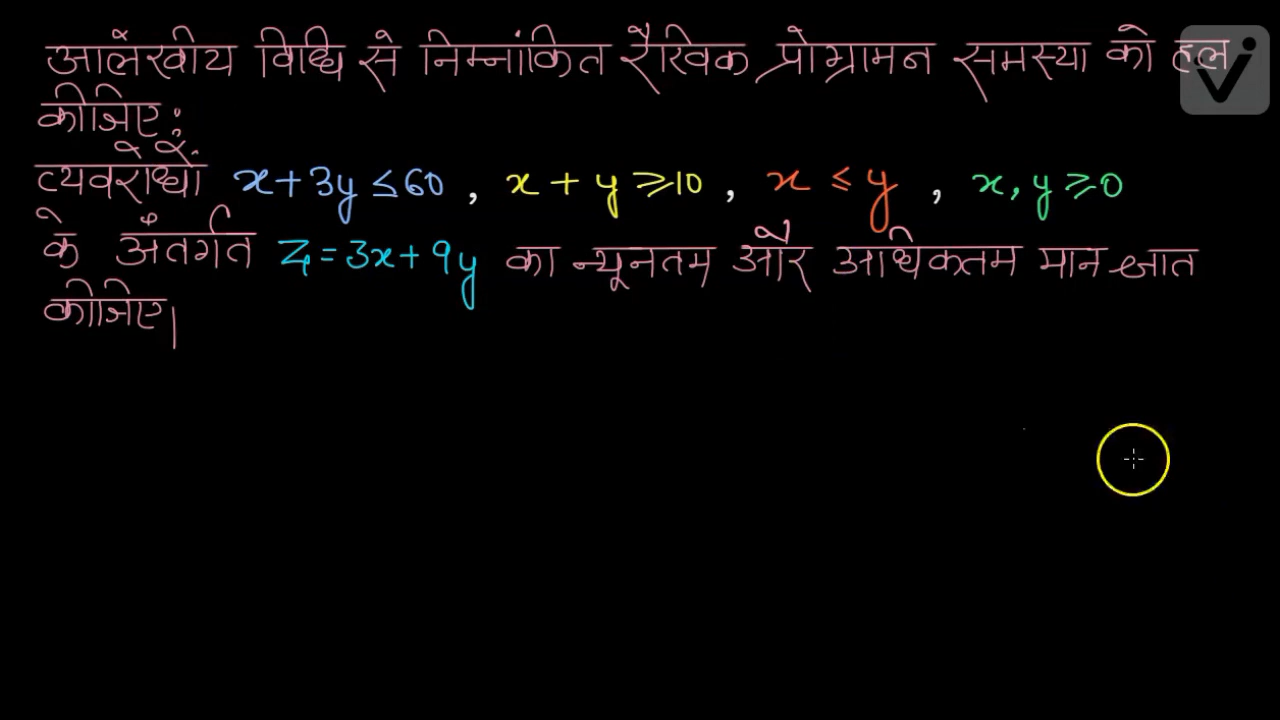 आलेखीय विधि से निम्नांकित रैखिक प्रोग्रामन समस्या को हल
कीजिए:
व्यवरोधों x + 3y ≤ 60 , x + y ≥ 10 , x ≤ y , x, y ≥ 0
के अंतर्गत Z = 3x + 9y का न्यूनतम और अधिकतम मान ज्ञात
कीजिए।